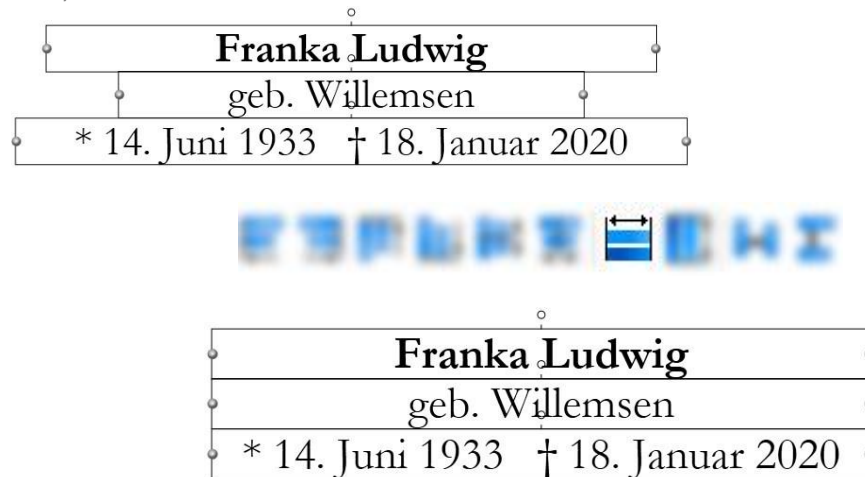 Franka Ludwig
geb. Willemsen
* 14. Juni 1933 † 18. Januar 2020
Franka Ludwig
geb. Willemsen
* 14. Juni 1933 † 18. Januar 2020